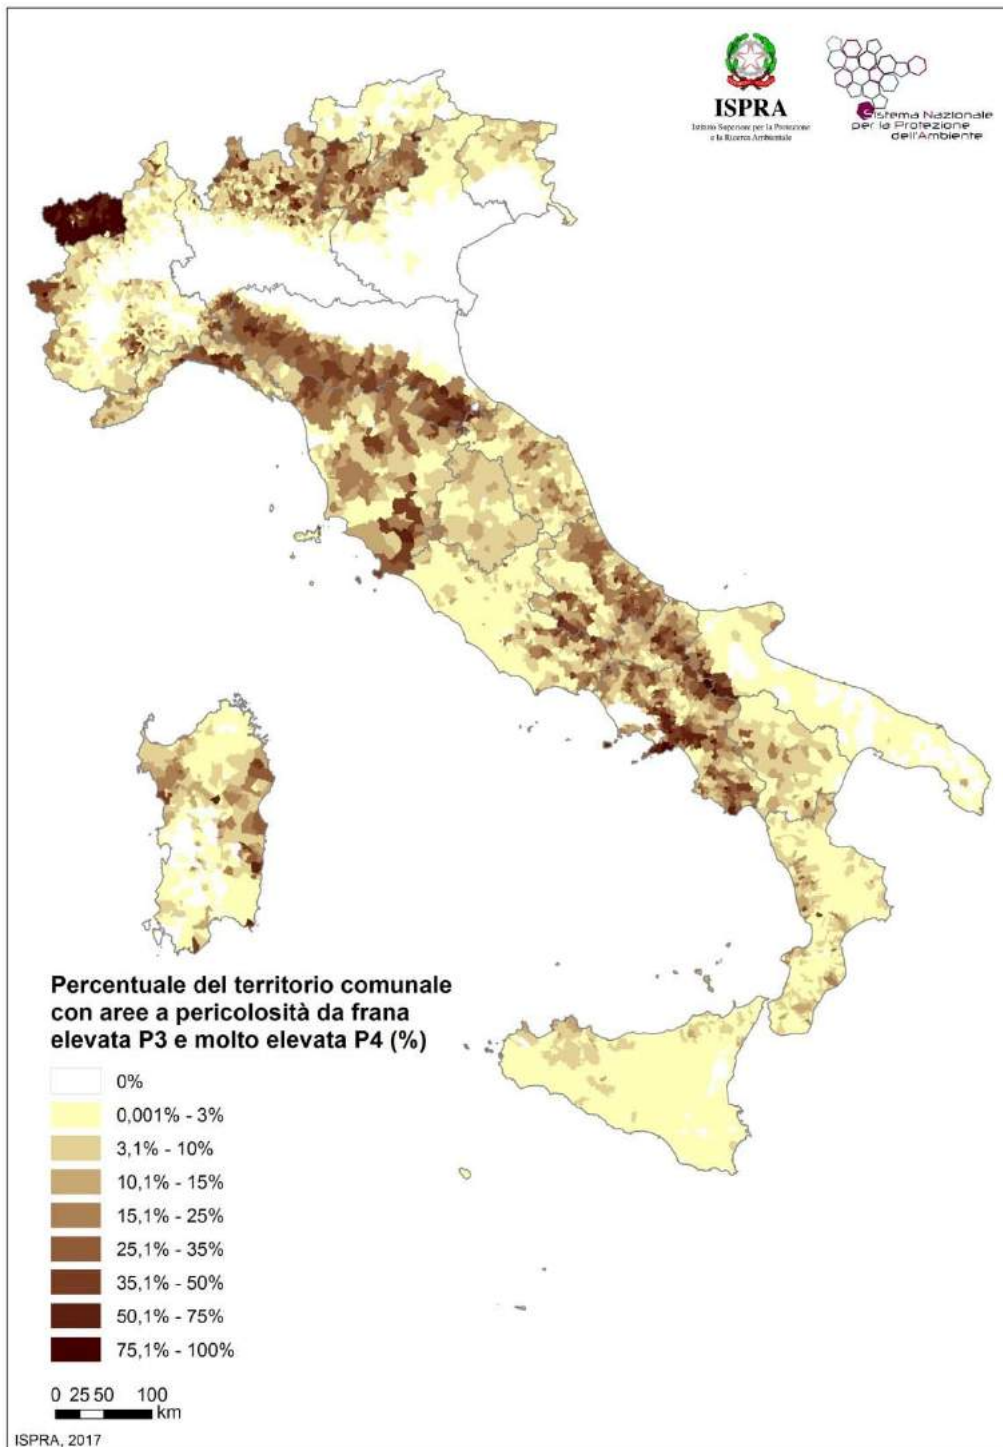 ISPRA
Istituto Superiore per la Protezione
e la Ricerca Ambientale
Sistema Nazionale
per la Protezione
dell'Ambiente
Percentuale del territorio comunale
con aree a pericolosità da frana
elevata P3 e molto elevata P4 (%)
0%
0,001% - 3%
3,1% - 10%
10,1% - 15%
15,1% - 25%
25,1% - 35%
35,1% - 50%
50,1% - 75%
75,1% - 100%
0 25 50 100
km
ISPRA, 2017